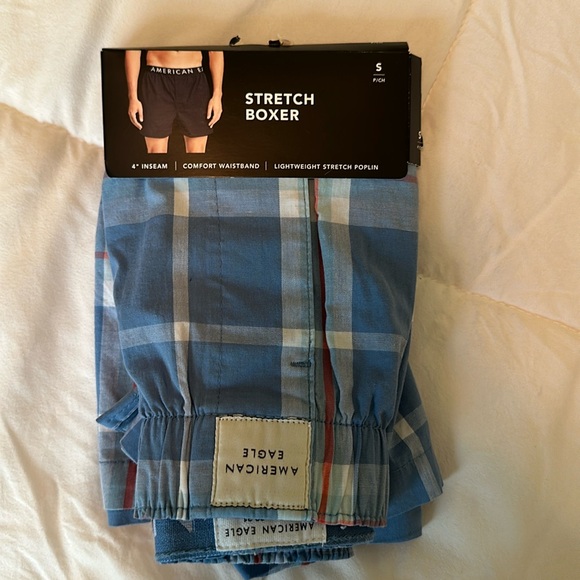 AMERICAN E
S
P/CH
STRETCH
BOXER
4" INSEAM | COMFORT WAISTBAND | LIGHTWEIGHT STRETCH POPLIN
AMERICAN
EAGLE
AMERICAN EAGLE